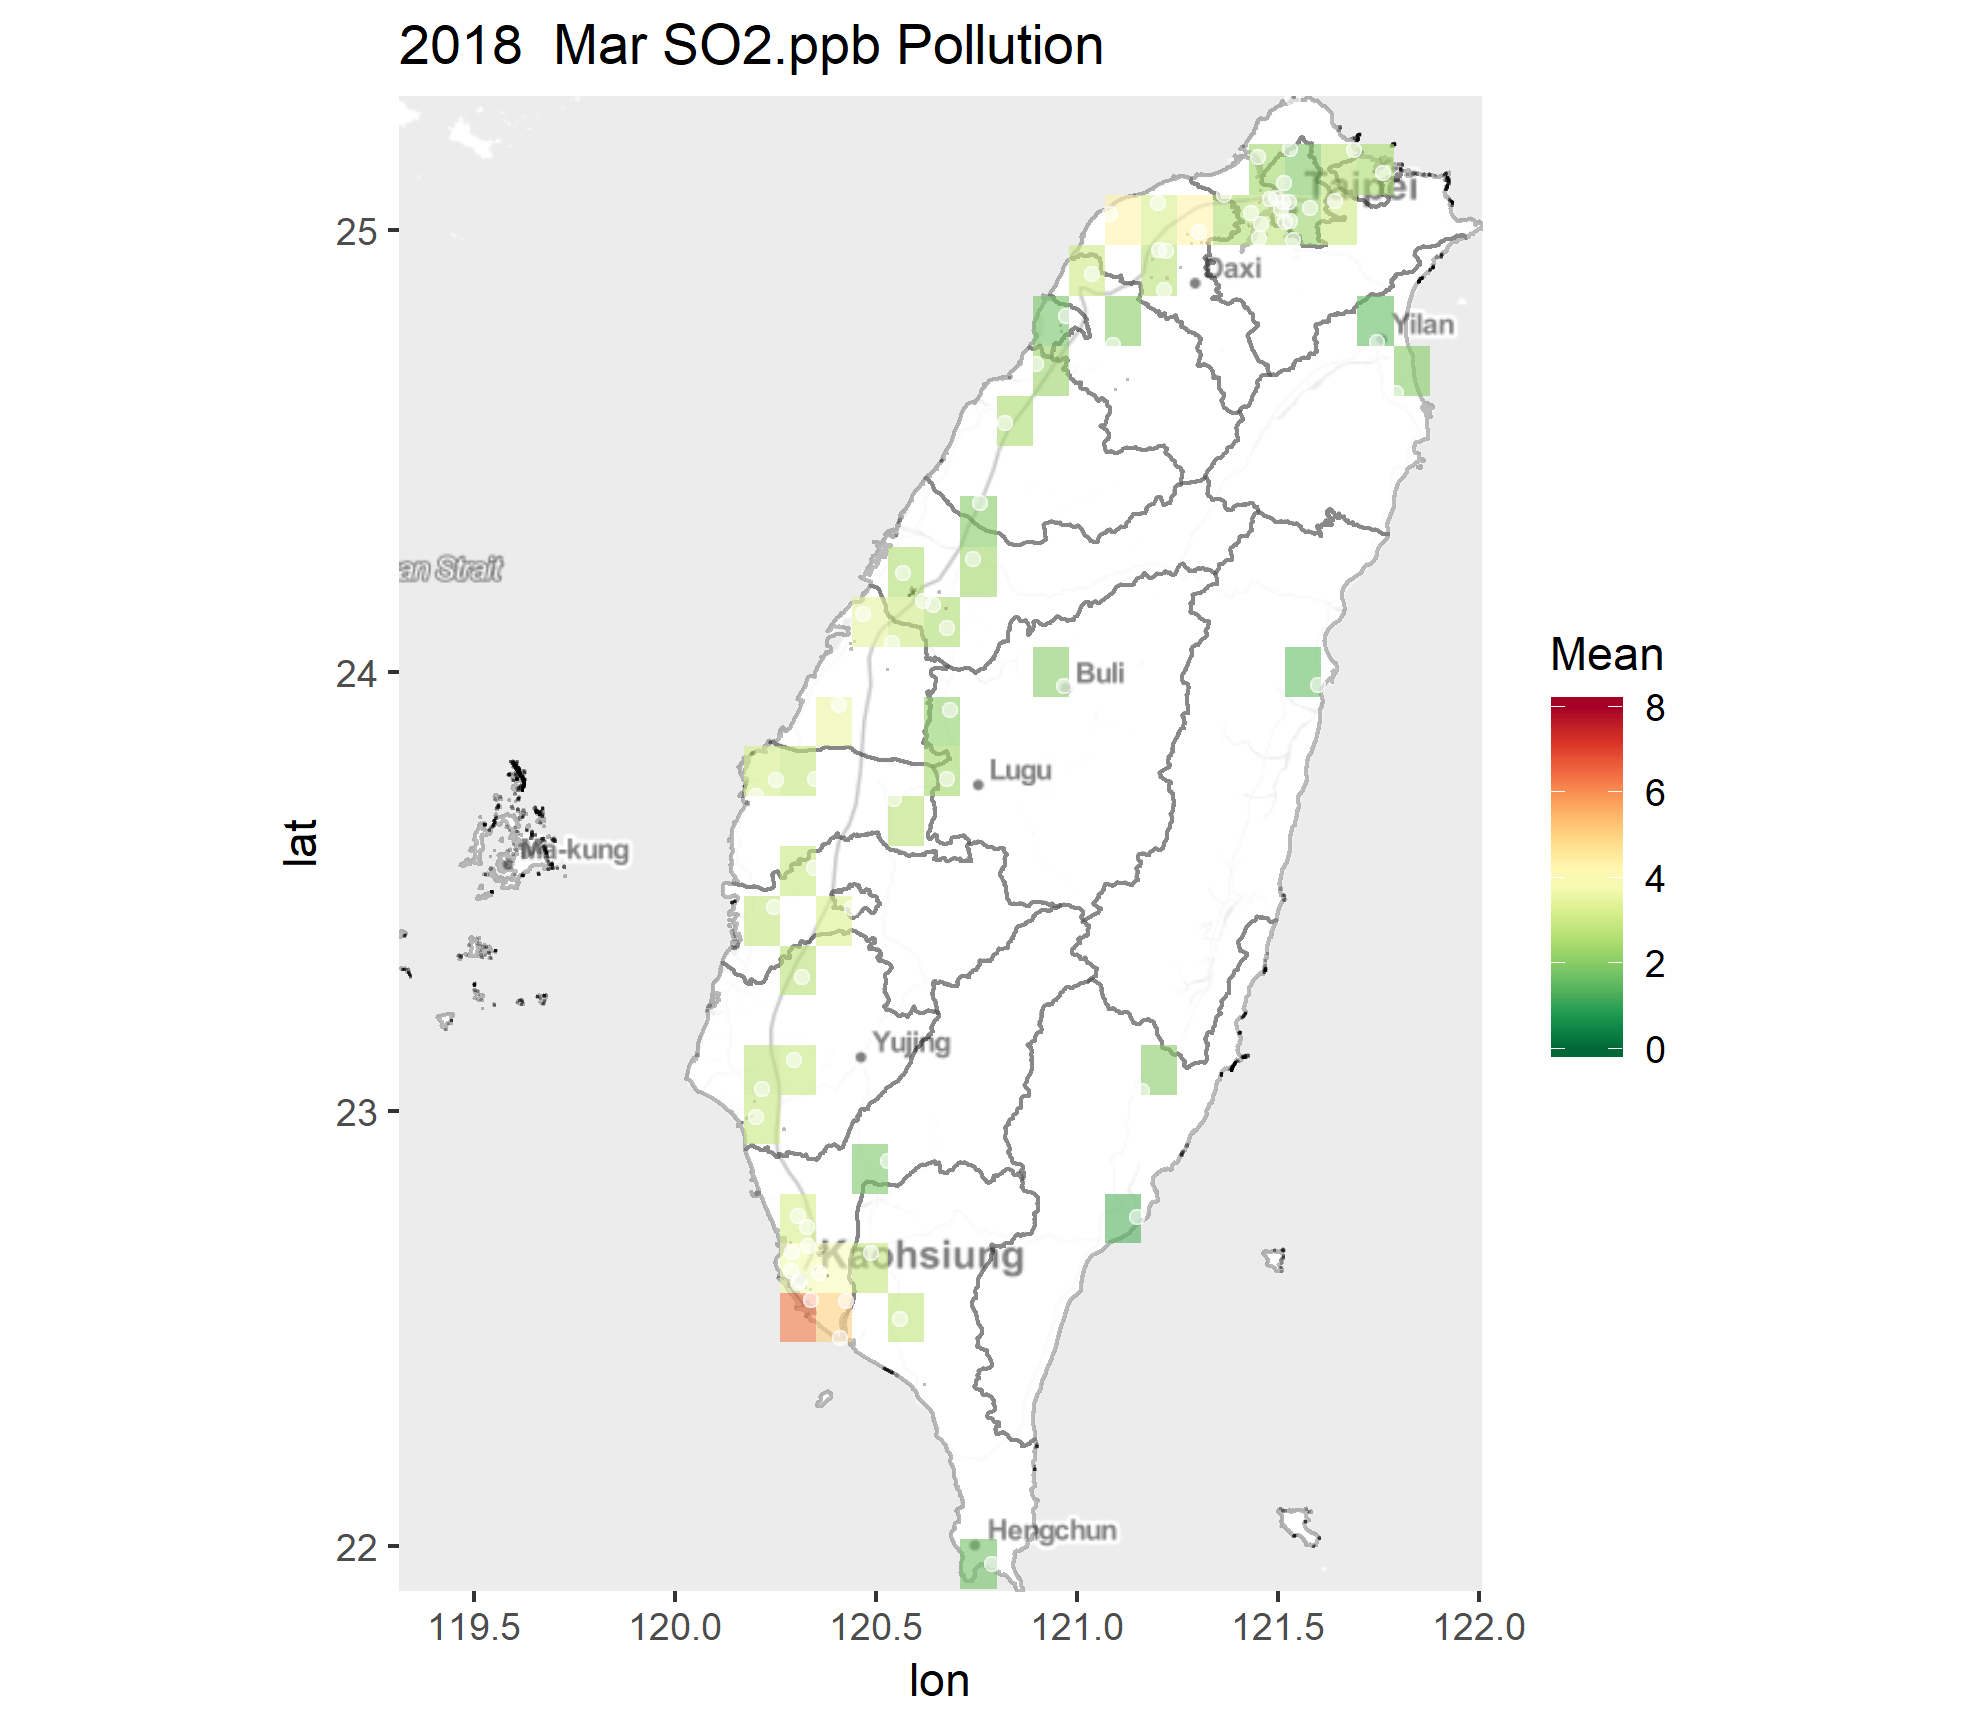 2018  Mar SO2.ppb Pollution
Taipei
25
Daxi
Yilan
an Strait
24
Buli
Lugu
Ma-kung
lat
Yujing
23
Kaohsiung
Hengchun
22
119.5 120.0 120.5 121.0 121.5 122.0
lon
Mean
8
6
4
2
0